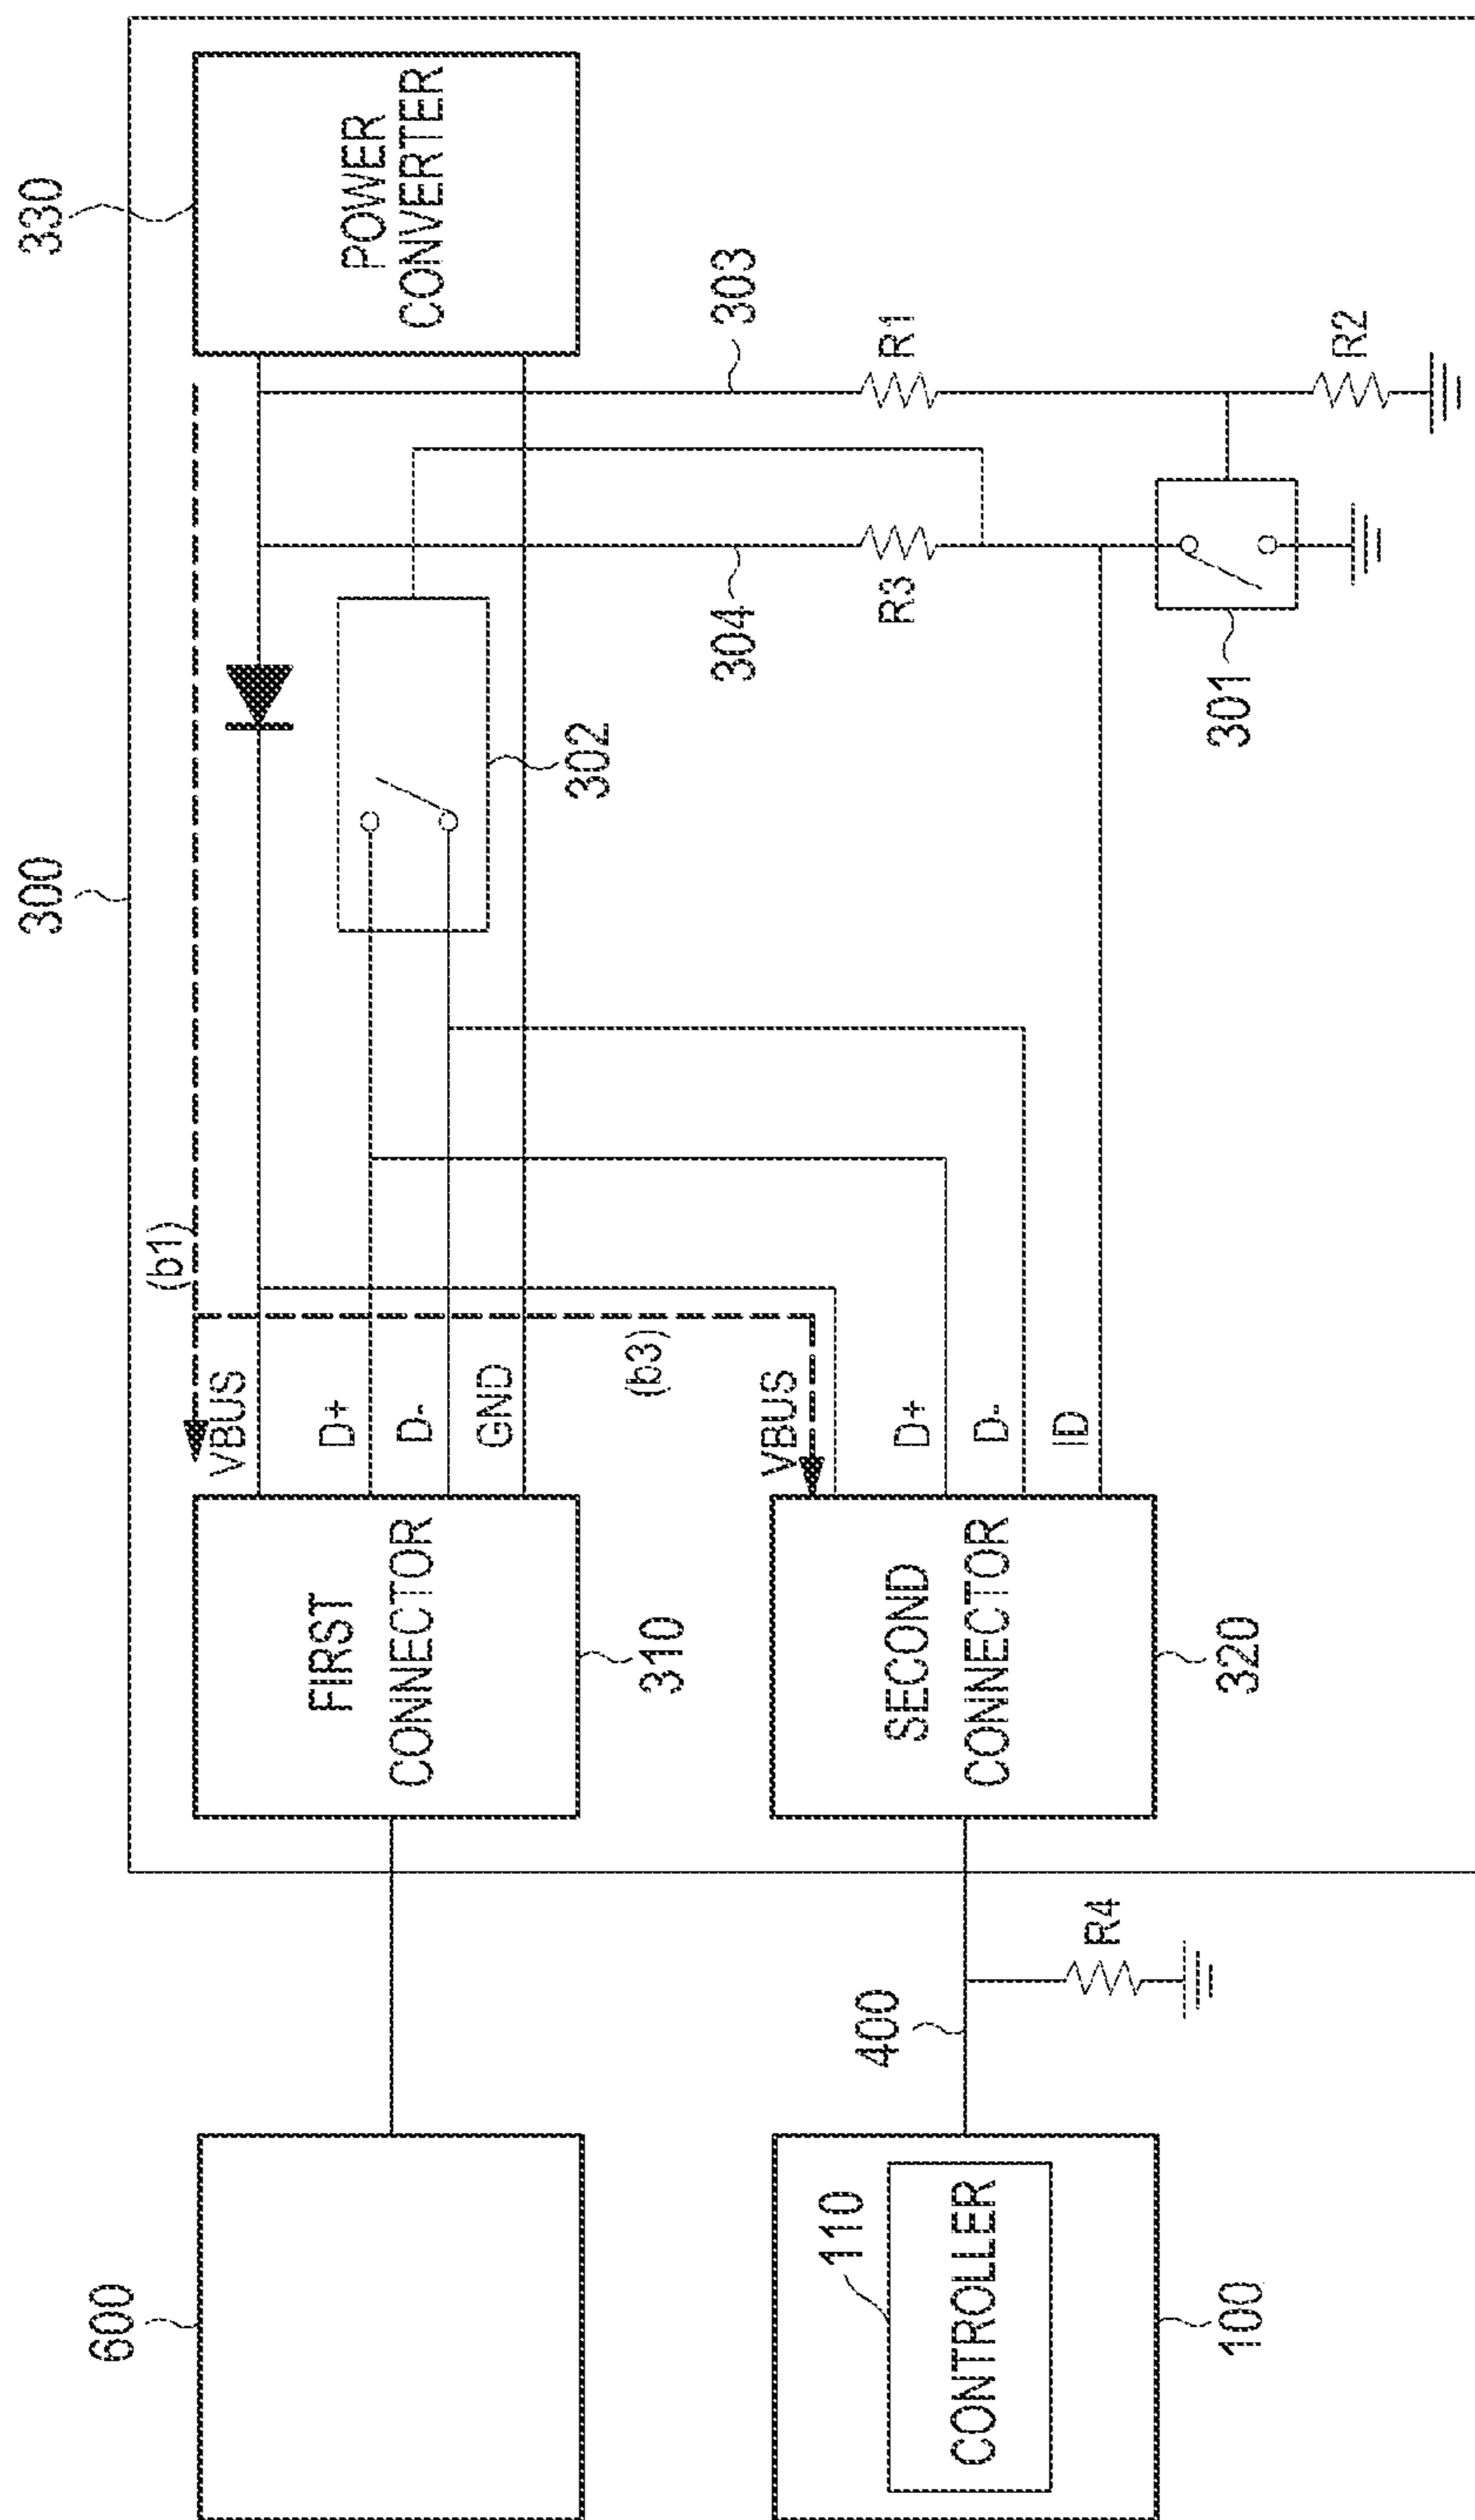 300
330
(b1)
POWER
CONVERTER
VBUS
D+
D-
GND
302
303
304
R1
R2
R3
301
(b3)
VBUS
D+
D-
ID
FIRST
CONNECTOR
310
SECOND
CONNECTOR
320
600
400
R4
110
CONTROLLER
100